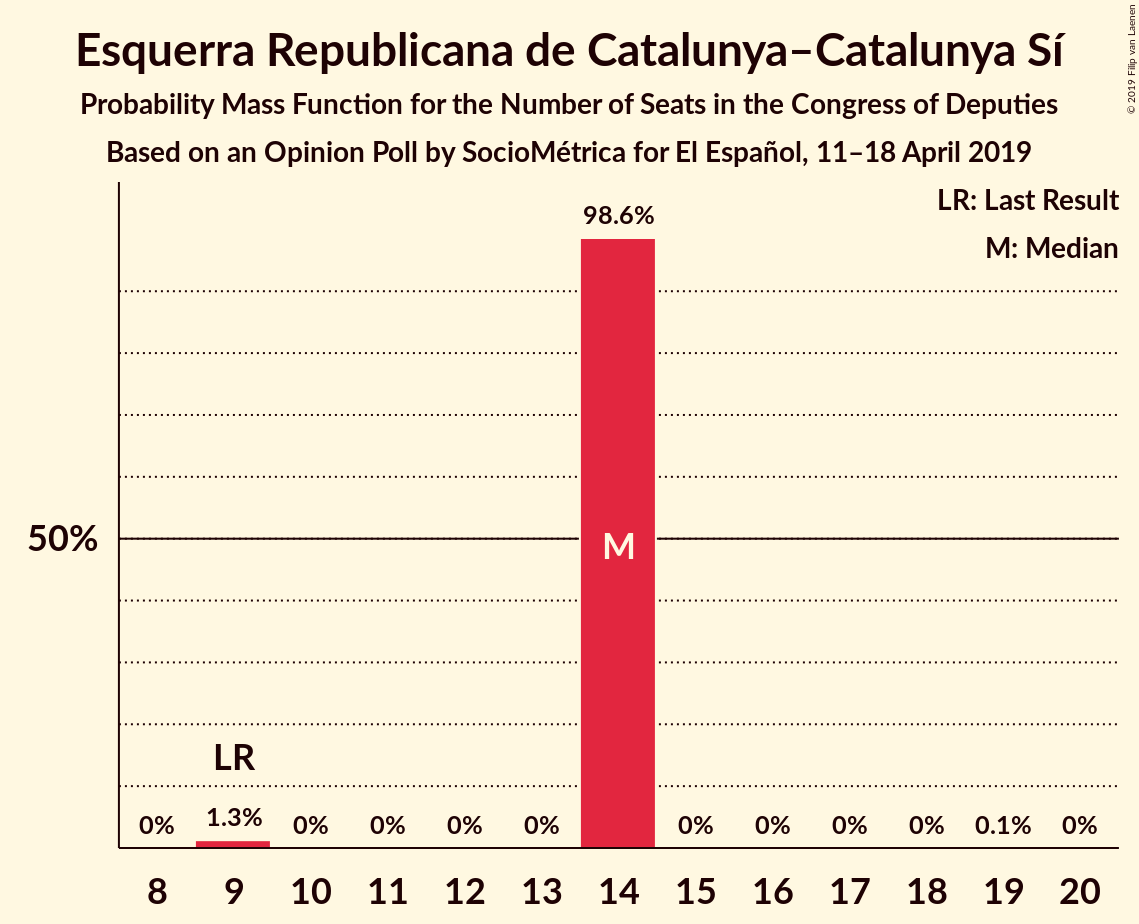 Esquerra Republicana de Catalunya–Catalunya Sí
Probability Mass Function for the Number of Seats in the Congress of Deputies
Based on an Opinion Poll by SocioMétrica for El Español, 11–18 April 2019
© 2019 Filip van Laenen
LR: Last Result
M: Median
98.6%
50%
M
LR
0% 1.3% 0% 0% 0% 0% 0% 0% 0% 0% 0.1% 0%
8 9 10 11 12 13 14 15 16 17 18 19 20